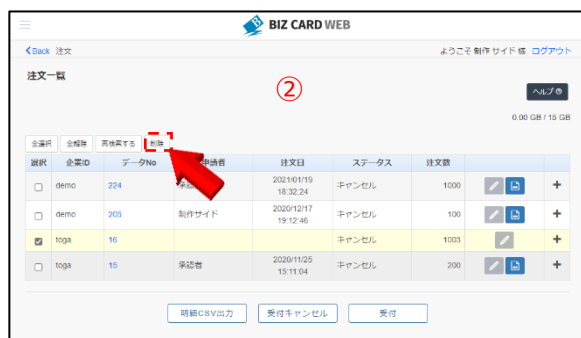 BIZ CARD WEB
Back 注文 ようこそ 制作 サイド 様 ログアウト
注文一覧
②
ヘルプ
0.00 GB / 15 GB
全選択 全解除 再検索する 削除
選択 企業ID データNo 申請者 注文日 ステータス 注文数
demo 224 承認 2021/01/19 18:32:24 キャンセル 1000
demo 205 制作サイド 2020/12/17 19:12:46 キャンセル 100
toga 16 キャンセル 1003
toga 15 承認者 2020/11/25 15:11:04 キャンセル 200
明細CSV出力 受付キャンセル 受付